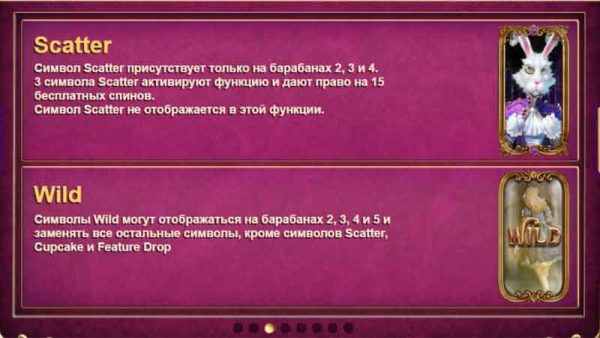 Scatter
Символ Scatter присутствует только на барабанах 2, 3 и 4.
3 символа Scatter активируют функцию и дают право на 15
бесплатных спинов.
Символ Scatter не отображается в этой функции.
Wild
Символы Wild могут отображаться на барабанах 2, 3, 4 и 5 и
заменять все остальные символы, кроме символов Scatter,
Cupcake и Feature Drop
WILD